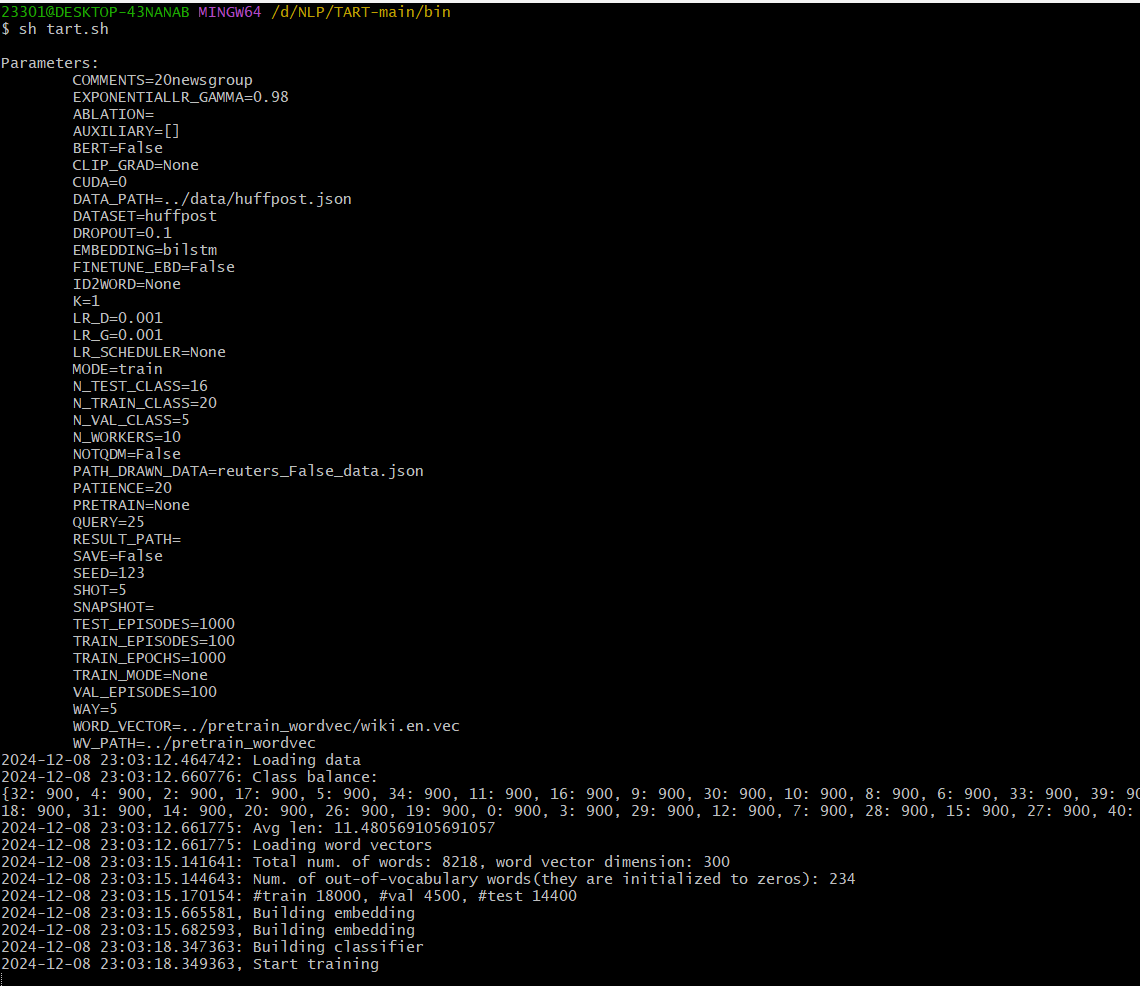 23301@DESKTOP-43NANAB MINGW64 /d/NLP/TART-main/bin
$ sh tart.sh
Parameters:
COMMENTS=20newsgroup
EXPONENTIALLR_GAMMA=0.98
ABLATION=
AUXILIARY=[]
BERT=False
CLIP_GRAD=None
CUDA=0
DATA_PATH=../data/huffpost.json
DATASET=huffpost
DROPOUT=0.1
EMBEDDING=bilstm
FINETUNE_EBD=False
ID2WORD=None
K=1
LR_D=0.001
LR_G=0.001
LR_SCHEDULER=None
MODE=train
N_TEST_CLASS=16
N_TRAIN_CLASS=20
N_VAL_CLASS=5
N_WORKERS=10
NOTQDM=False
PATH_DRAWN_DATA=reuters_False_data.json
PATIENCE=20
PRETRAIN=None
QUERY=25
RESULT_PATH=
SAVE=False
SEED=123
SHOT=5
SNAPSHOT=
TEST_EPISODES=1000
TRAIN_EPISODES=100
TRAIN_EPOCHS=1000
TRAIN_MODE=None
VAL_EPISODES=100
WAY=5
WORD_VECTOR=../pretrain_wordvec/wiki.en.vec
WV_PATH=../pretrain_wordvec
2024-12-08 23:03:12.464742: Loading data
2024-12-08 23:03:12.660776: Class balance:
{32: 900, 4: 900, 2: 900, 17: 900, 5: 900, 34: 900, 11: 900, 16: 900, 9: 900, 30: 900, 10: 900, 8: 900, 6: 900, 33: 900, 39: 90
18: 900, 31: 900, 14: 900, 20: 900, 26: 900, 19: 900, 0: 900, 3: 900, 29: 900, 12: 900, 7: 900, 28: 900, 15: 900, 27: 900, 40:
2024-12-08 23:03:12.661775: Avg len: 11.480569105691057
2024-12-08 23:03:12.661775: Loading word vectors
2024-12-08 23:03:15.141641: Total num. of words: 8218, word vector dimension: 300
2024-12-08 23:03:15.144643: Num. of out-of-vocabulary words(they are initialized to zeros): 234
2024-12-08 23:03:15.170154: #train 18000, #val 4500, #test 14400
2024-12-08 23:03:15.665581, Building embedding
2024-12-08 23:03:15.682593, Building embedding
2024-12-08 23:03:18.347363: Building classifier
2024-12-08 23:03:18.349363, Start training